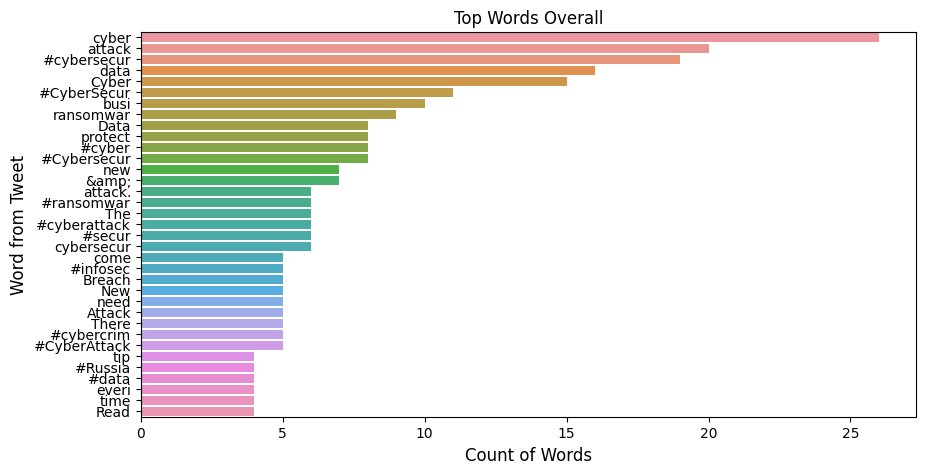 Top Words Overall
cyber
attack
#cybersecur
data
Cyber
#CyberSecur
busi
ransomwar
Data
protect
#cyber
#Cybersecur
new
&amp;
attack.
#ransomwar
The
#cyberattack
#secur
cybersecur
come
#infosec
Breach
New
need
Attack
There
#cybercrim
#CyberAttack
tip
#Russia
#data
everi
time
Read
Word from Tweet
0 5 10 15 20 25
Count of Words